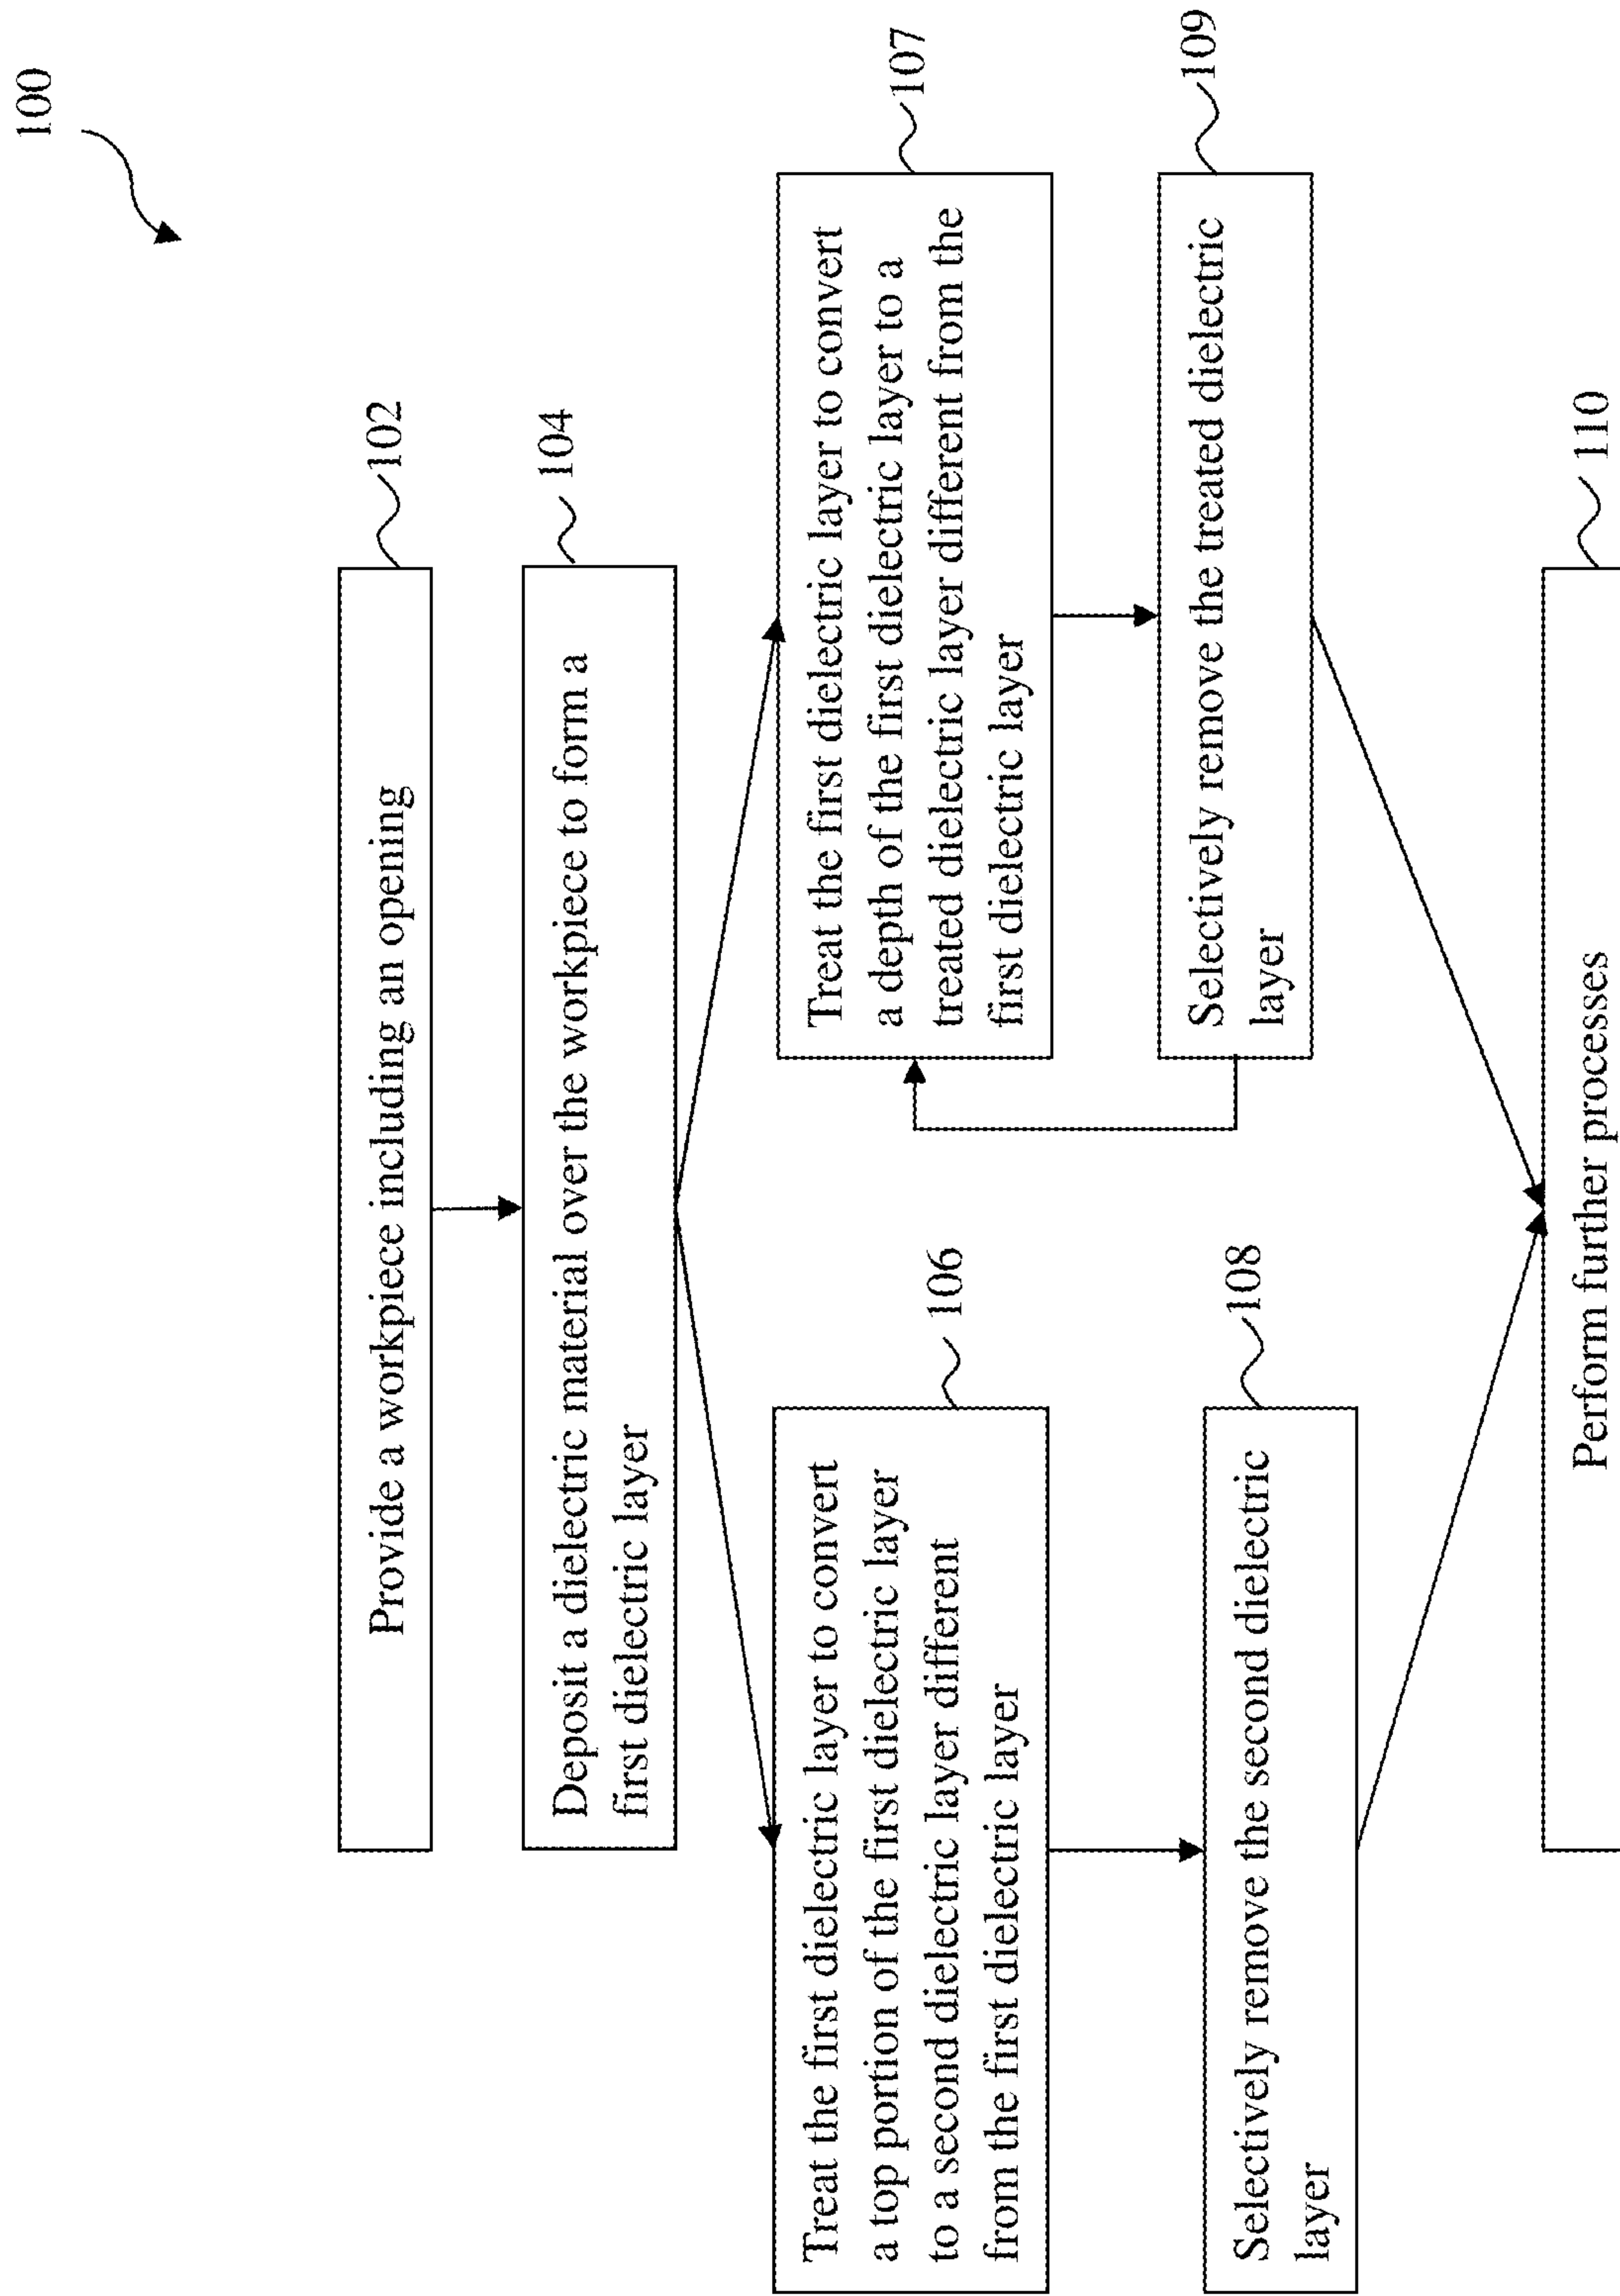 100
Provide a workpiece including an opening
102
Deposit a dielectric material over the workpiece to form a
first dielectric layer
104
Treat the first dielectric layer to convert
a top portion of the first dielectric layer
to a second dielectric layer different
from the first dielectric layer
106
Treat the first dielectric layer to convert
a depth of the first dielectric layer to a
treated dielectric layer different from the
first dielectric layer
107
Selectively remove the second dielectric
layer
108
Selectively remove the treated dielectric
layer
109
Perform further processes
110